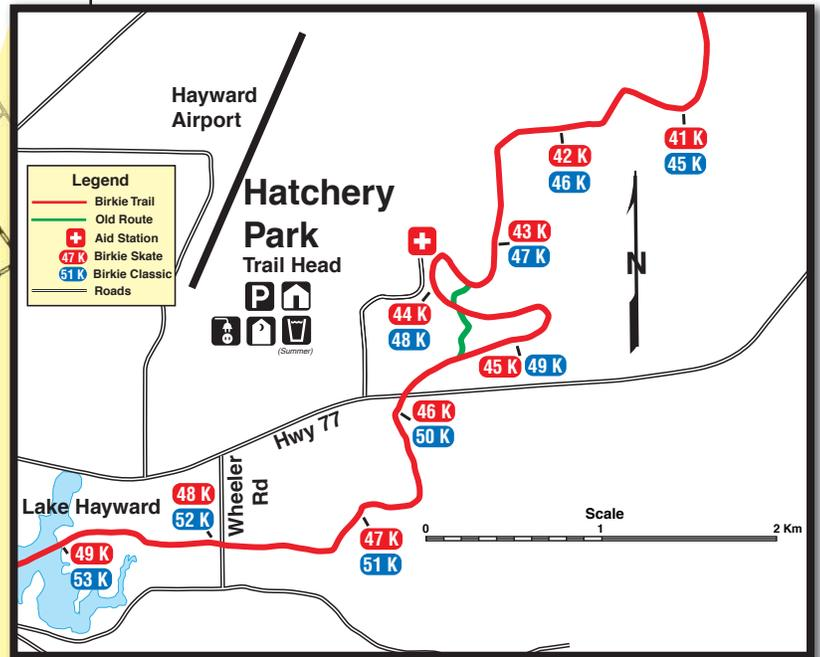 Hayward
Airport
41 K
45 K
42 K
46 K
Legend
Birkie Trail
Old Route
Aid Station
47 K Birkie Skate
51 K Birkie Classic
Roads
Hatchery
Park
Trail Head
P
(Summer)
43 K
47 K
N
44 K
48 K
45 K 49 K
46 K
50 K
Hwy 77
Wheeler
Rd
Lake Hayward
48 K
52 K
47 K
51 K
49 K
53 K
Scale
0 1 2 Km